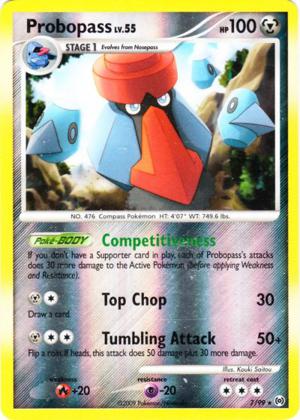 Probopass LV.55 HP 100
STAGE 1 Evolves from Nosepass
NO. 476 Compass Pokémon HT: 4'07" WT: 749.6 lbs.
Poké-BODY Competitiveness
If you don't have a Supporter card in play, each of Probopass's attacks
does 30 more damage to the Active Pokémon (before applying Weakness
and Resistance).
Top Chop 30
Draw a card.
Tumbling Attack 50+
Flip a coin. If heads, this attack does 50 damage plus 30 more damage.
Illus. Kouki Saitou
weakness resistance retreat cost
+20 -20
©2009 Pokémon/Nintendo 7/99